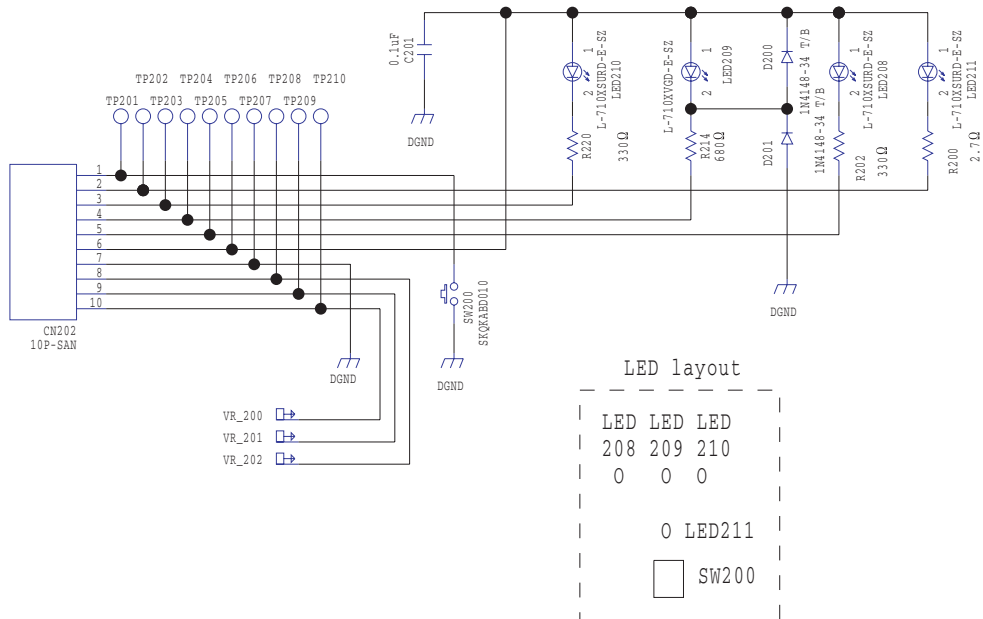 0.1uF
C201
DGND
1
2
L-710XSURD-E-SZ
LED210
R220
330Ω
L-710XVGD-E-SZ
1
2
LED209
R214
680Ω
D200
1N4148-34 T/B
D201
1N4148-34 T/B
1
2
L-710XSURD-E-SZ
LED208
R202
330Ω
1
2
L-710XSURD-E-SZ
LED211
R200
2.7Ω
DGND
TP202 TP204 TP206 TP208 TP210
TP201 TP203 TP205 TP207 TP209
1
2
3
4
5
6
7
8
9
10
CN202
10P-SAN
SW200
SKQKABD010
DGND
DGND
VR_200
VR_201
VR_202
LED layout
LED LED LED
208 209 210
O O O
O LED211
SW200